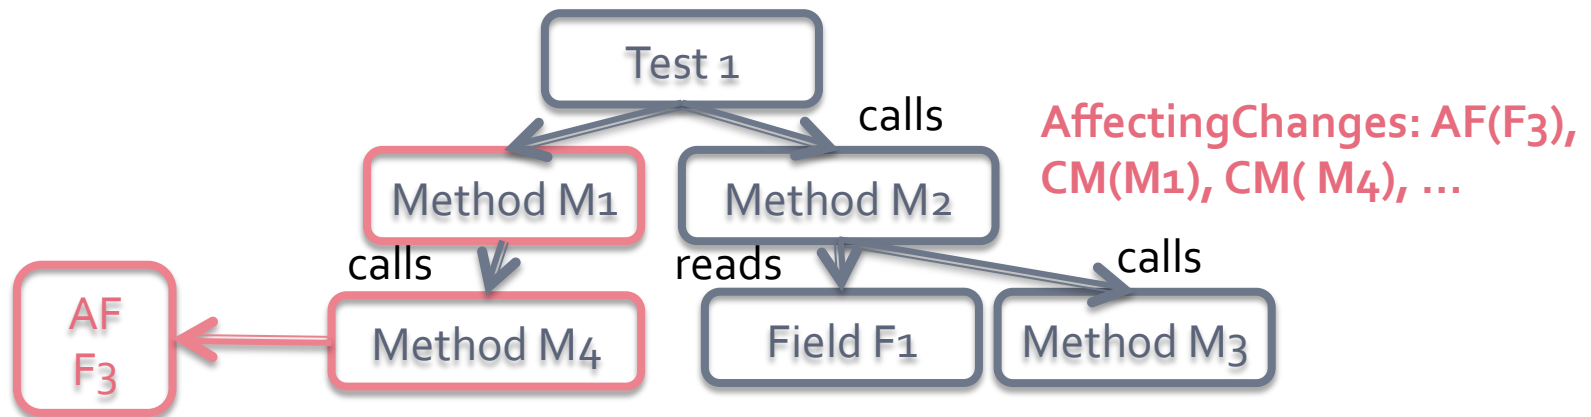 Test 1
calls
AffectingChanges: AF(F3),
CM(M1), CM( M4), ...
Method M1
Method M2
calls
reads
calls
AF
F3
Method M4
Field F1
Method M3